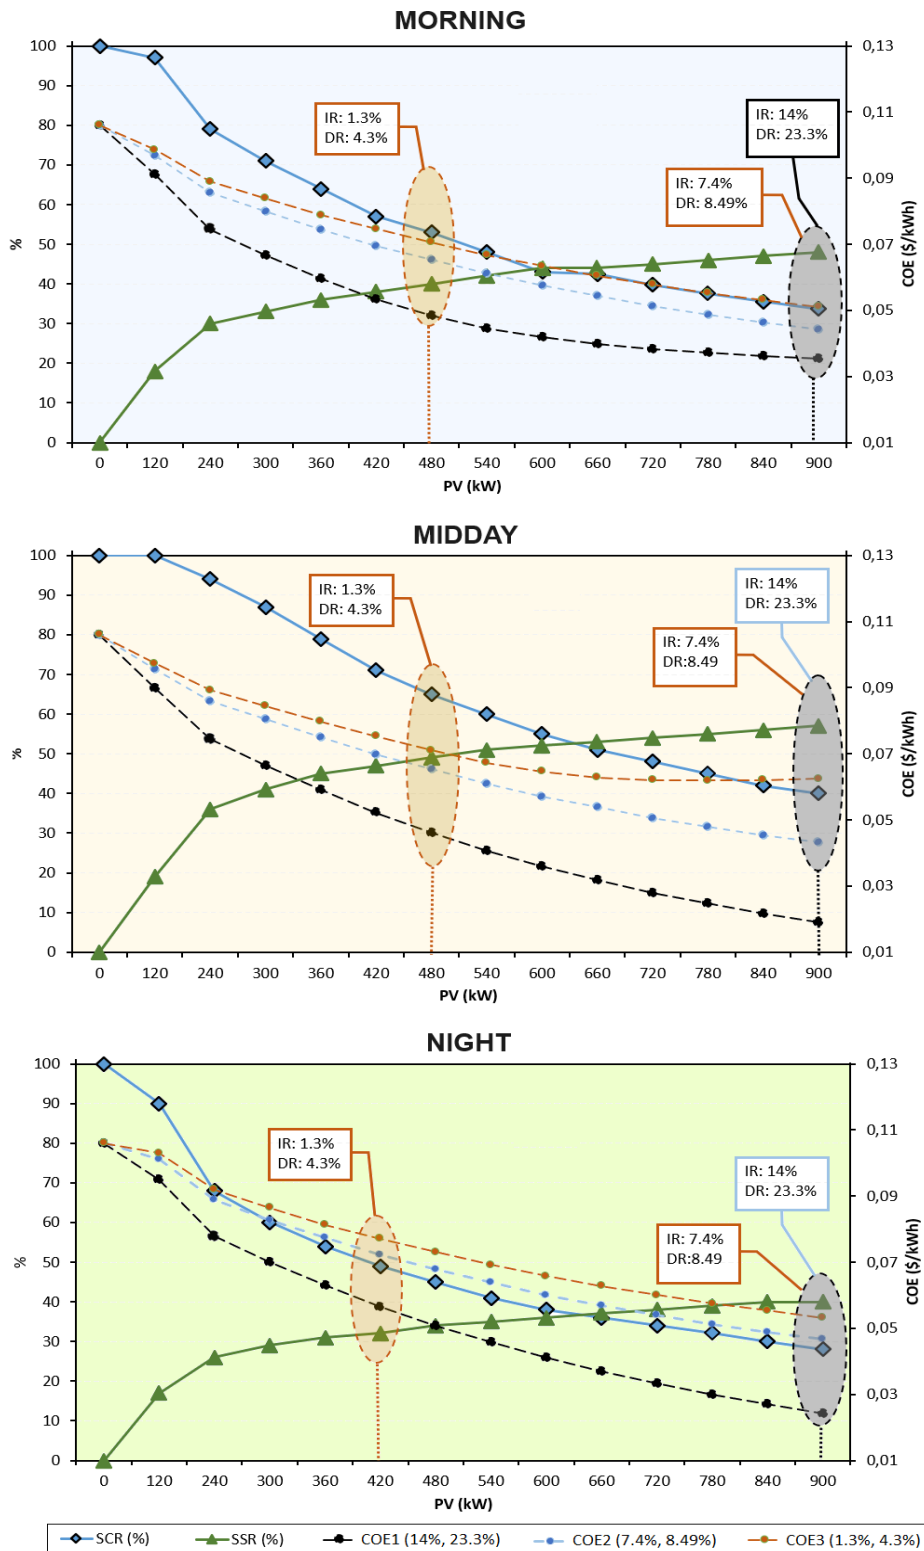 MORNING
100
90
80
70
60
50
40
30
20
10
0
%
0,13
0,11
0,09
0,07
0,05
0,03
0,01
COE ($/kWh)
IR: 1.3%
DR: 4.3%
IR: 14%
DR: 23.3%
IR: 7.4%
DR: 8.49%
0 120 240 300 360 420 480 540 600 660 720 780 840 900
PV (kW)
MIDDAY
100
90
80
70
60
50
40
30
20
10
0
%
0,13
0,11
0,09
0,07
0,05
0,03
0,01
COE ($/kWh)
IR: 1.3%
DR: 4.3%
IR: 14%
DR: 23.3%
IR: 7.4%
DR:8.49
0 120 240 300 360 420 480 540 600 660 720 780 840 900
PV (kW)
NIGHT
100
90
80
70
60
50
40
30
20
10
0
%
0,13
0,11
0,09
0,07
0,05
0,03
0,01
COE ($/kWh)
IR: 1.3%
DR: 4.3%
IR: 14%
DR: 23.3%
IR: 7.4%
DR:8.49
0 120 240 300 360 420 480 540 600 660 720 780 840 900
PV (kW)
SCR (%) SSR (%) COE1 (14%, 23.3%) COE2 (7.4%, 8.49%) COE3 (1.3%, 4.3%)